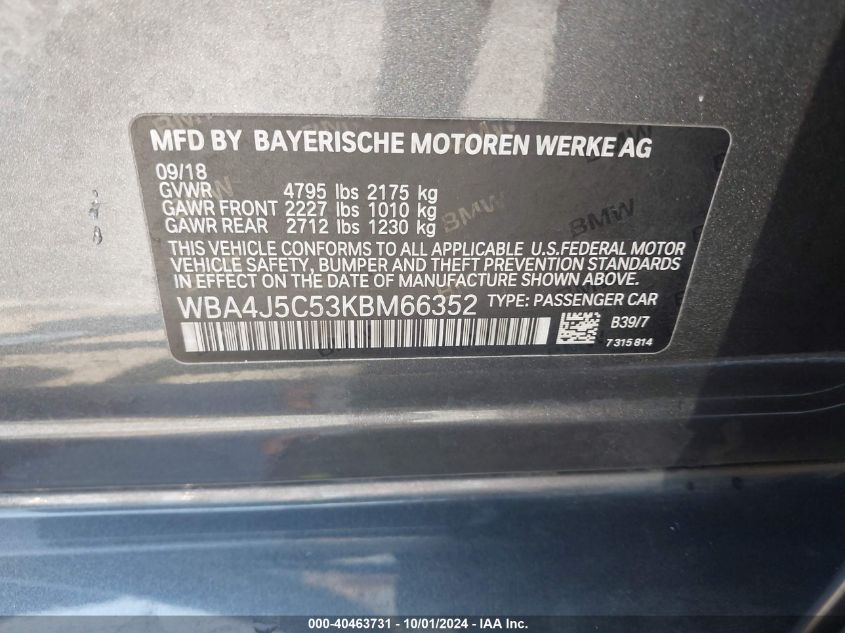 MFD BY BAYERISCHE MOTOREN WERKE AG
09/18
GVWR 4795 lbs 2175 kg
GAWR FRONT 2227 lbs 1010 kg
GAWR REAR 2712 lbs 1230 kg
THIS VEHICLE CONFORMS TO ALL APPLICABLE U.S.FEDERAL MOTOR
VEHICLE SAFETY, BUMPER AND THEFT PREVENTION STANDARDS
IN EFFECT ON THE DATE OF MANUFACTURE SHOWN ABOVE.
WBA4J5C53KBM66352 TYPE: PASSENGER CAR
B39/7
7315814
000-40463731 - 10/01/2024 - IAA Inc.